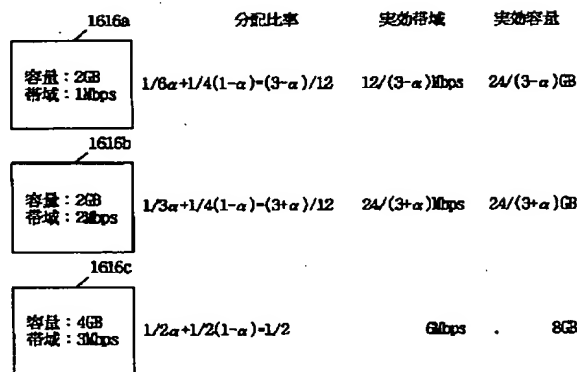 分配比率 実効帯域 実効容量
1616a
容量：2GB
帯域：1Mbps
1/6α+1/4(1-α)=(3-α)/12 12/(3-α)Mbps 24/(3-α)GB
1616b
容量：2GB
帯域：2Mbps
1/3α+1/4(1-α)=(3+α)/12 24/(3+α)Mbps 24/(3+α)GB
1616c
容量：4GB
帯域：3Mbps
1/2α+1/2(1-α)=1/2 6Mbps 8GB